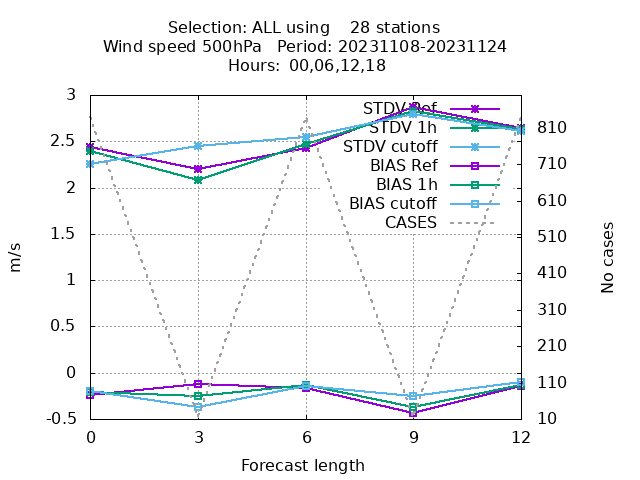 Selection: ALL using    28 stations
Wind speed 500hPa   Period: 20231108-20231124
Hours:  00,06,12,18
3
2.5
2
1.5
1
0.5
0
-0.5
810
710
610
510
410
310
210
110
10
STDV Ref
STDV 1h
STDV cutoff
BIAS Ref
BIAS 1h
BIAS cutoff
CASES
m/s
No cases
0
3
6
9
12
Forecast length